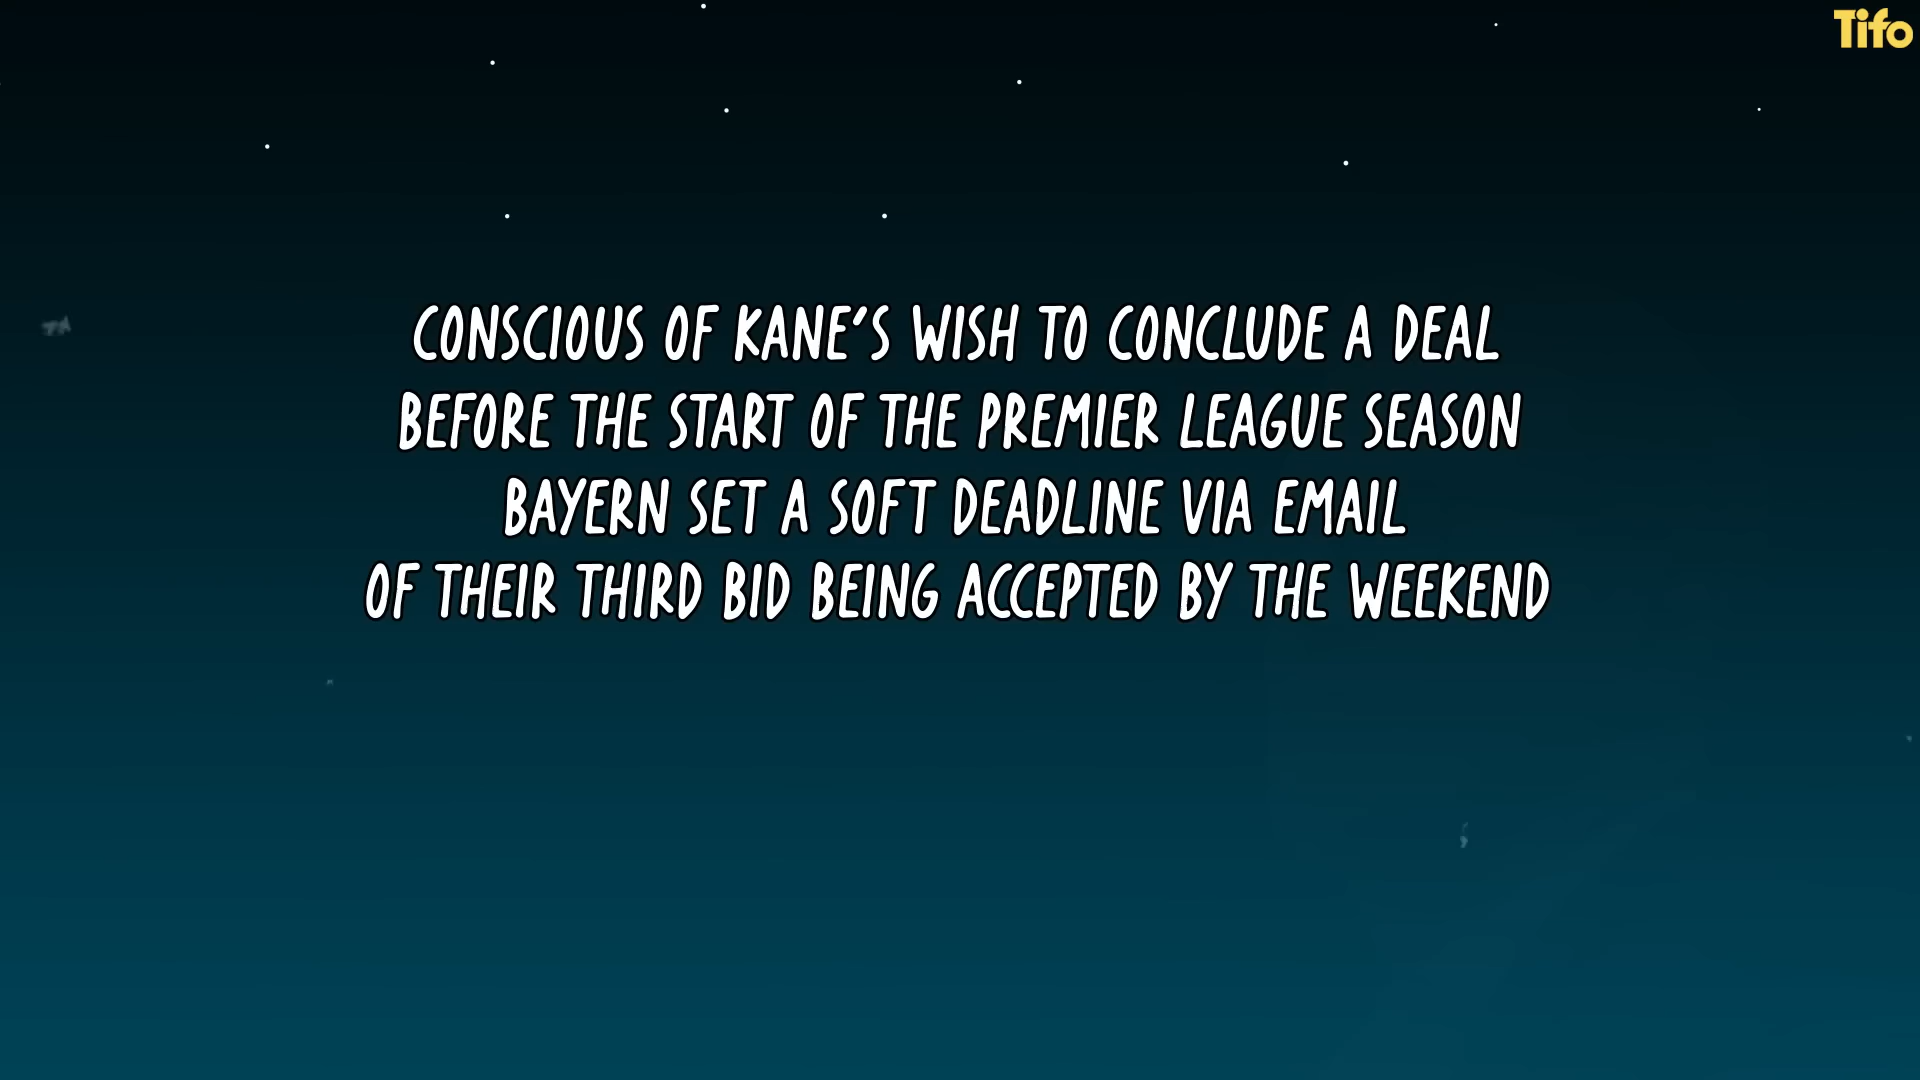 Tifo
CONSCIOUS OF KANE'S WISH TO CONCLUDE A DEAL
BEFORE THE START OF THE PREMIER LEAGUE SEASON
BAYERN SET A SOFT DEADLINE VIA EMAIL
OF THEIR THIRD BID BEING ACCEPTED BY THE WEEKEND